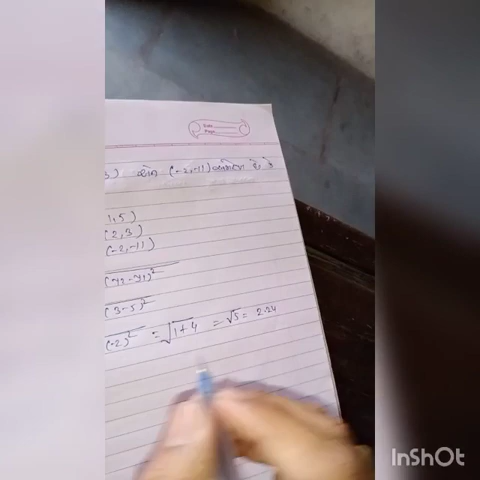 Date
Page
3) और (-2,-11)
1,5)
(2,3)
(-2,-11)
(y2-y1)²
(3-5)²
(-2)² = √1+4 = √5 = 2.24
InShOt